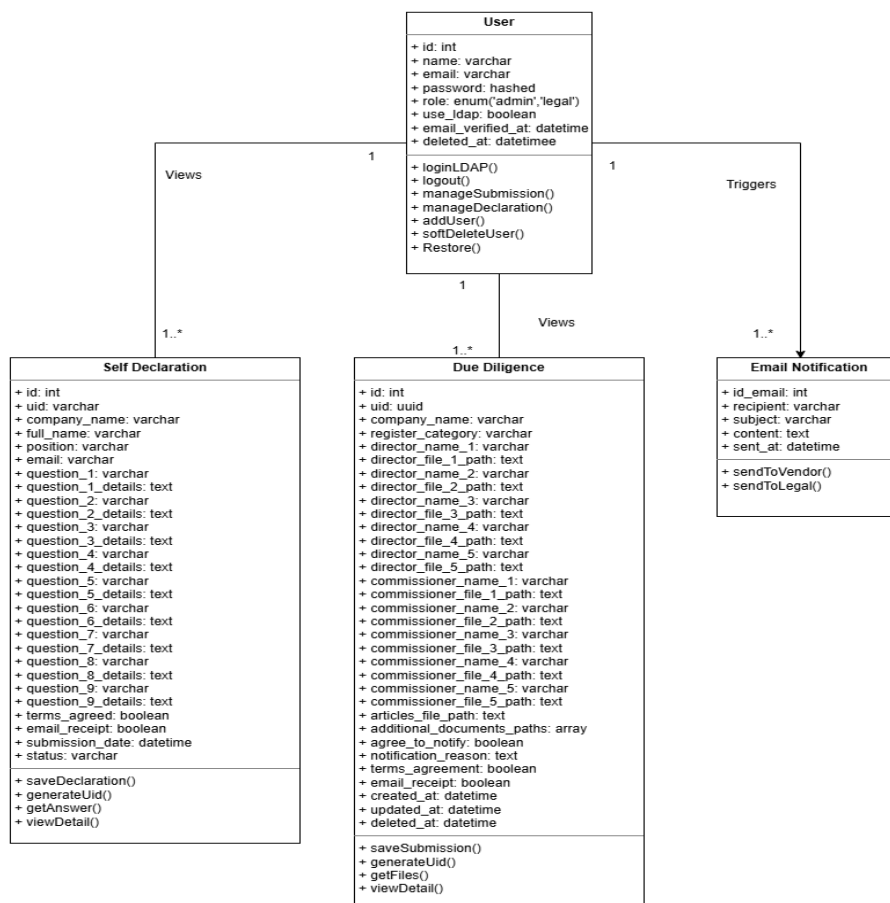 User
+ id: int
+ name: varchar
+ email: varchar
+ password: hashed
+ role: enum('admin','legal')
+ use_ldap: boolean
+ email_verified_at: datetime
+ deleted_at: datetimee
+ loginLDAP()
+ logout()
+ manageSubmission()
+ manageDeclaration()
+ addUser()
+ softDeleteUser()
+ Restore()
1
Views
1..*
1
Views
1..*
1
Triggers
1..*
Self Declaration
+ id: int
+ uid: varchar
+ company_name: varchar
+ full_name: varchar
+ position: varchar
+ email: varchar
+ question_1: varchar
+ question_1_details: text
+ question_2: varchar
+ question_2_details: text
+ question_3: varchar
+ question_3_details: text
+ question_4: varchar
+ question_4_details: text
+ question_5: varchar
+ question_5_details: text
+ question_6: varchar
+ question_6_details: text
+ question_7: varchar
+ question_7_details: text
+ question_8: varchar
+ question_8_details: text
+ question_9: varchar
+ question_9_details: text
+ terms_agreed: boolean
+ email_receipt: boolean
+ submission_date: datetime
+ status: varchar
+ saveDeclaration()
+ generateUid()
+ getAnswer()
+ viewDetail()
Due Diligence
+ id: int
+ uid: uuid
+ company_name: varchar
+ register_category: varchar
+ director_name_1: varchar
+ director_file_1_path: text
+ director_name_2: varchar
+ director_file_2_path: text
+ director_name_3: varchar
+ director_file_3_path: text
+ director_name_4: varchar
+ director_file_4_path: text
+ director_name_5: varchar
+ director_file_5_path: text
+ commissioner_name_1: varchar
+ commissioner_file_1_path: text
+ commissioner_name_2: varchar
+ commissioner_file_2_path: text
+ commissioner_name_3: varchar
+ commissioner_file_3_path: text
+ commissioner_name_4: varchar
+ commissioner_file_4_path: text
+ commissioner_name_5: varchar
+ commissioner_file_5_path: text
+ articles_file_path: text
+ additional_documents_paths: array
+ agree_to_notify: boolean
+ notification_reason: text
+ terms_agreement: boolean
+ email_receipt: boolean
+ created_at: datetime
+ updated_at: datetime
+ deleted_at: datetime
+ saveSubmission()
+ generateUid()
+ getFiles()
+ viewDetail()
Email Notification
+ id_email: int
+ recipient: varchar
+ subject: varchar
+ content: text
+ sent_at: datetime
+ sendToVendor()
+ sendToLegal()